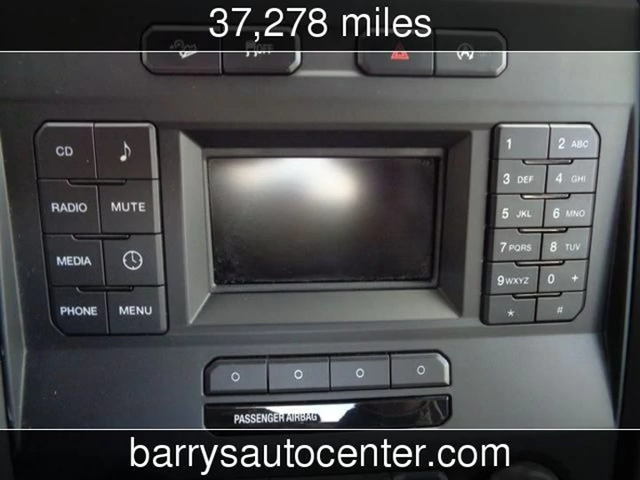 37,278 miles
OFF
CD
RADIO MUTE
MEDIA
PHONE MENU
1 2 ABC
3 DEF 4 GHI
5 JKL 6 MNO
7 PQRS 8 TUV
9 WXYZ 0 +
* #
PASSENGER AIRBAG
barrysautocenter.com